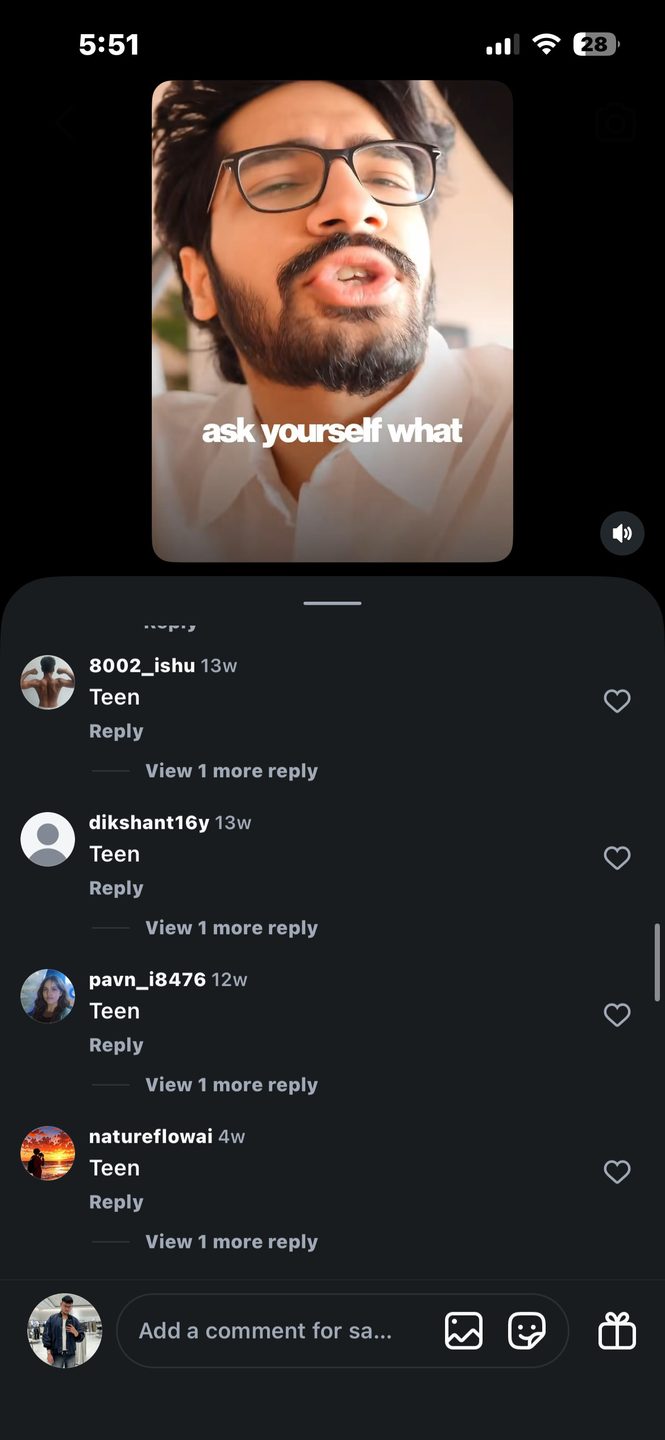 5:51
28
ask yourself what
Reply
8002_ishu 13w
Teen
Reply
View 1 more reply
dikshant16y 13w
Teen
Reply
View 1 more reply
pavn_i8476 12w
Teen
Reply
View 1 more reply
natureflowai 4w
Teen
Reply
View 1 more reply
Add a comment for sa...